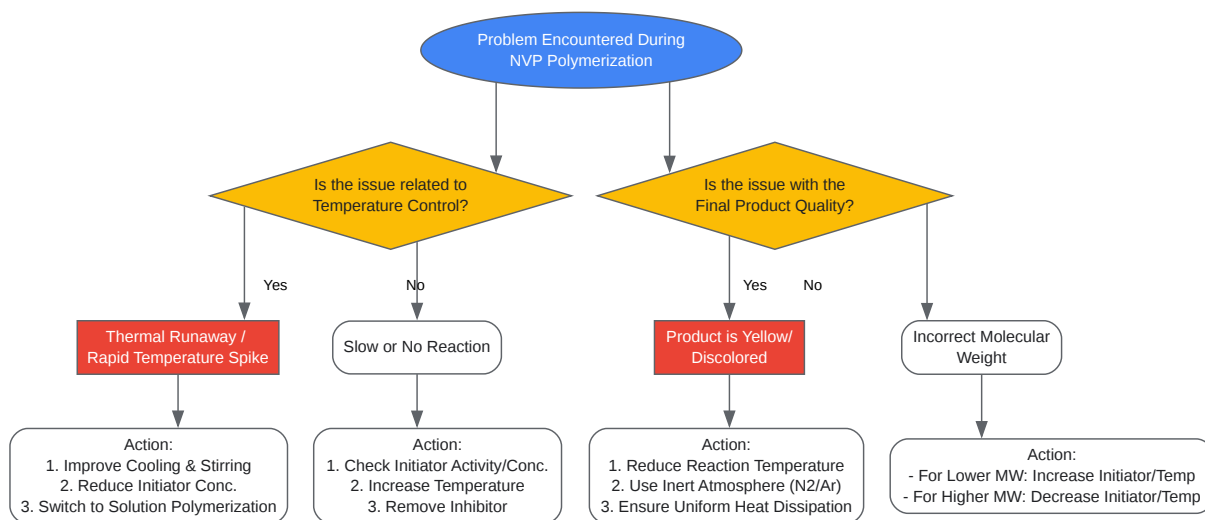 Problem Encountered During
NVP Polymerization
Is the issue related to
Temperature Control?
Is the issue with the
Final Product Quality?
Yes
No
Yes
No
Thermal Runaway /
Rapid Temperature Spike
Slow or No Reaction
Product is Yellow/
Discolored
Incorrect Molecular
Weight
Action:
1. Improve Cooling & Stirring
2. Reduce Initiator Conc.
3. Switch to Solution Polymerization
Action:
1. Check Initiator Activity/Conc.
2. Increase Temperature
3. Remove Inhibitor
Action:
1. Reduce Reaction Temperature
2. Use Inert Atmosphere (N2/Ar)
3. Ensure Uniform Heat Dissipation
Action:
- For Lower MW: Increase Initiator/Temp
- For Higher MW: Decrease Initiator/Temp